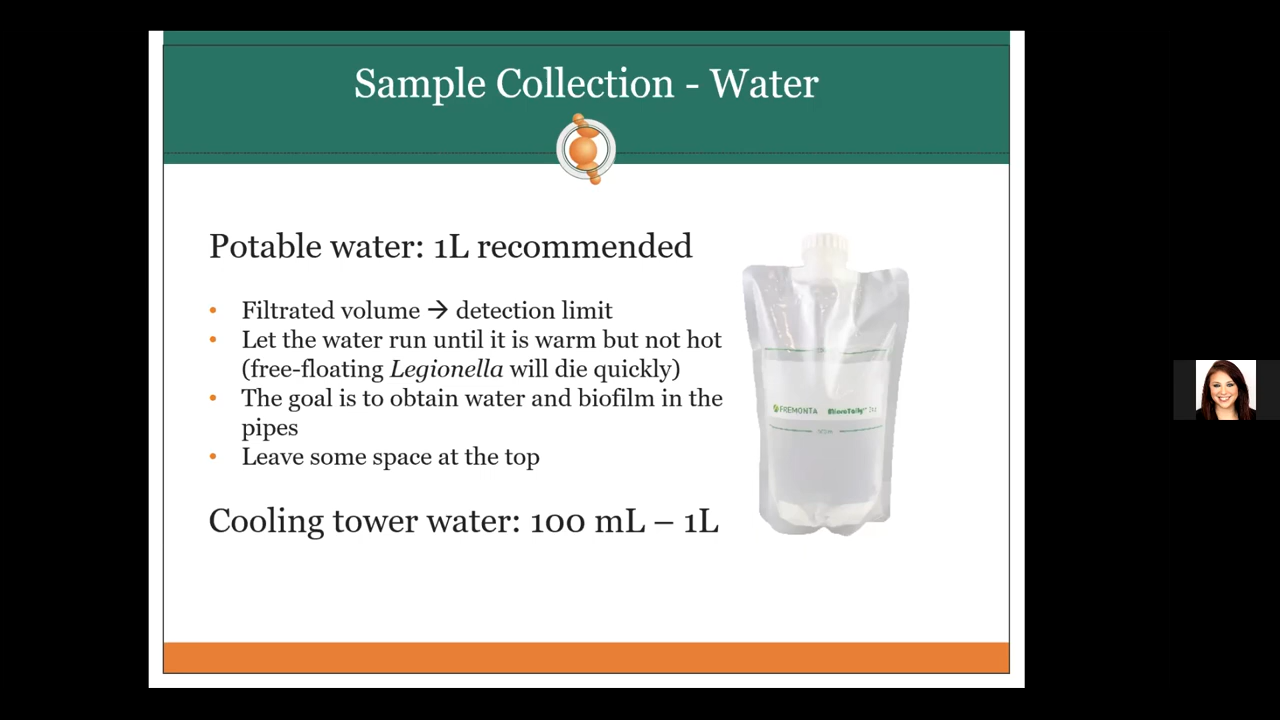 Sample Collection - Water
Potable water: 1L recommended
• Filtrated volume → detection limit
• Let the water run until it is warm but not hot
(free-floating Legionella will die quickly)
• The goal is to obtain water and biofilm in the
pipes
• Leave some space at the top
Cooling tower water: 100 mL – 1L
FREMONTA MicroTally™